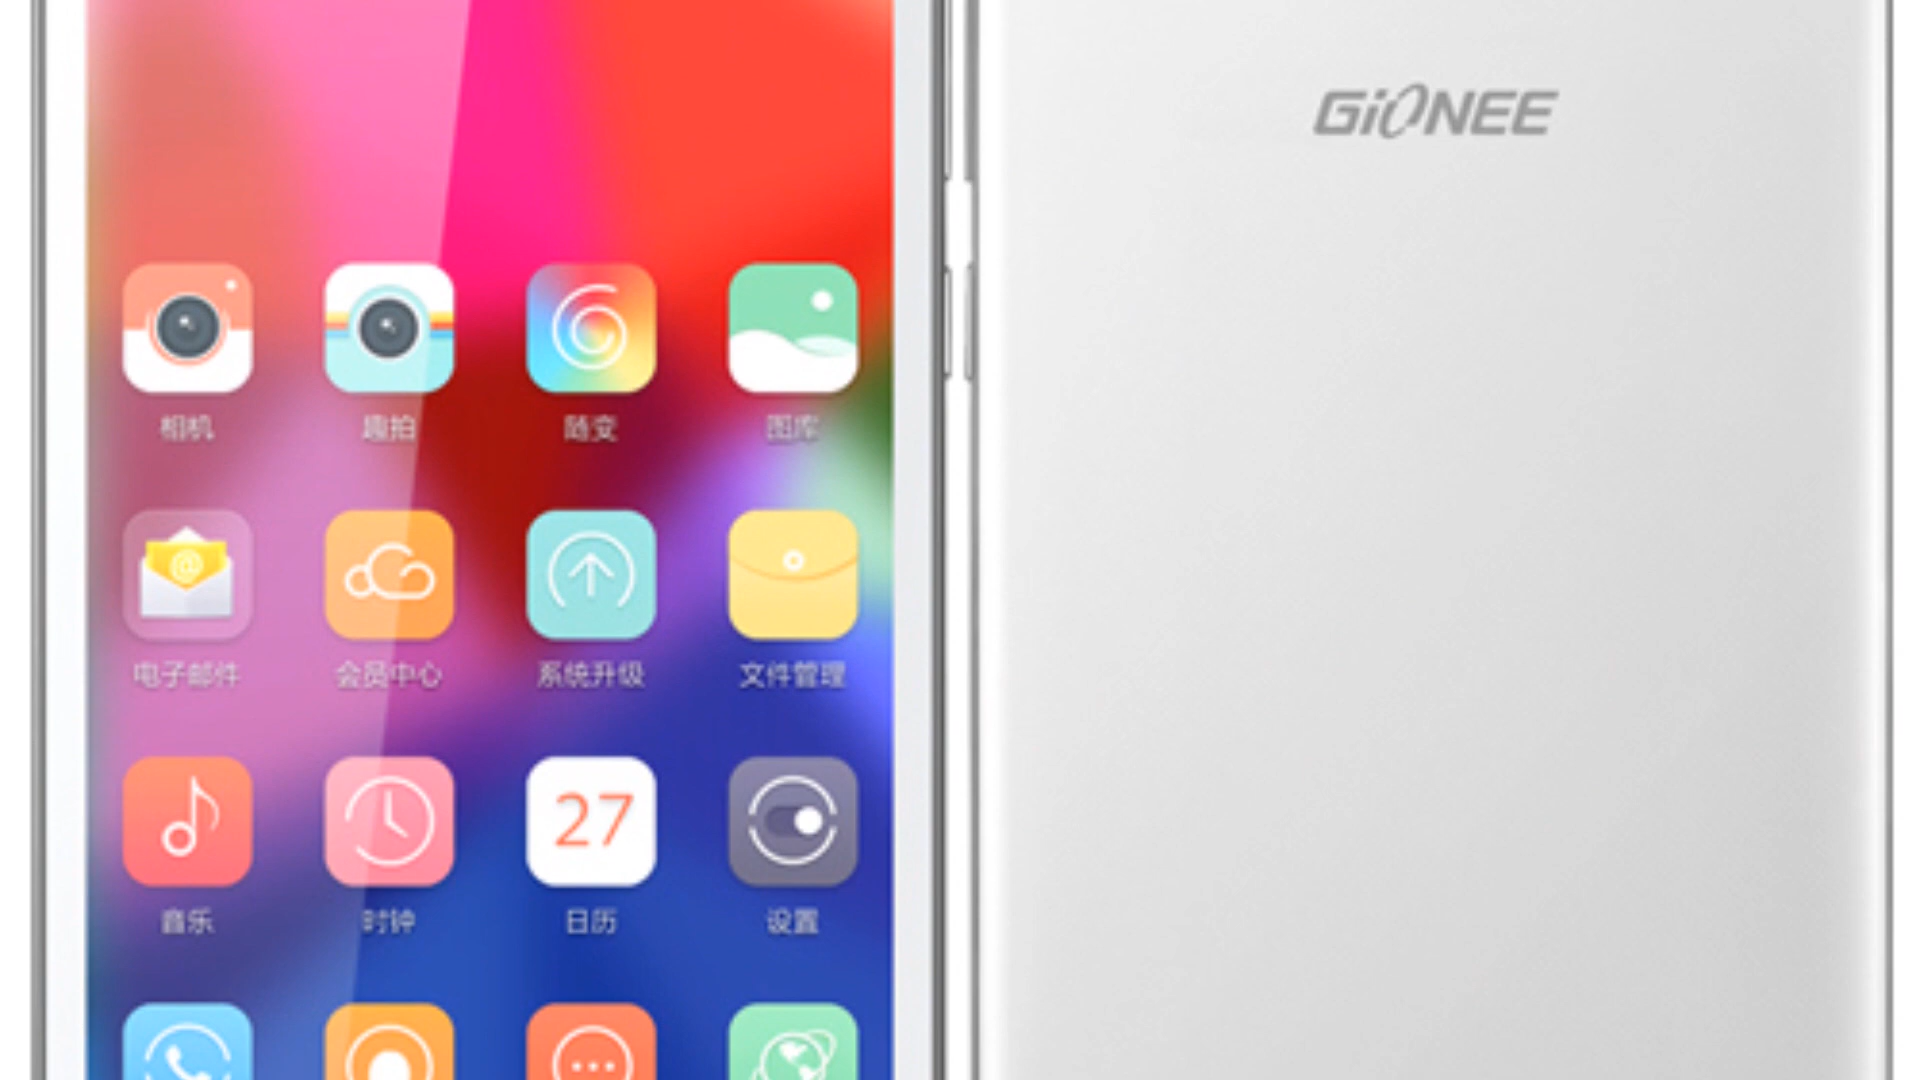 GiONEE
相机
趣拍
随变
图库
@
电子邮件
会员中心
系统升级
文件管理
27
音乐
时钟
日历
设置